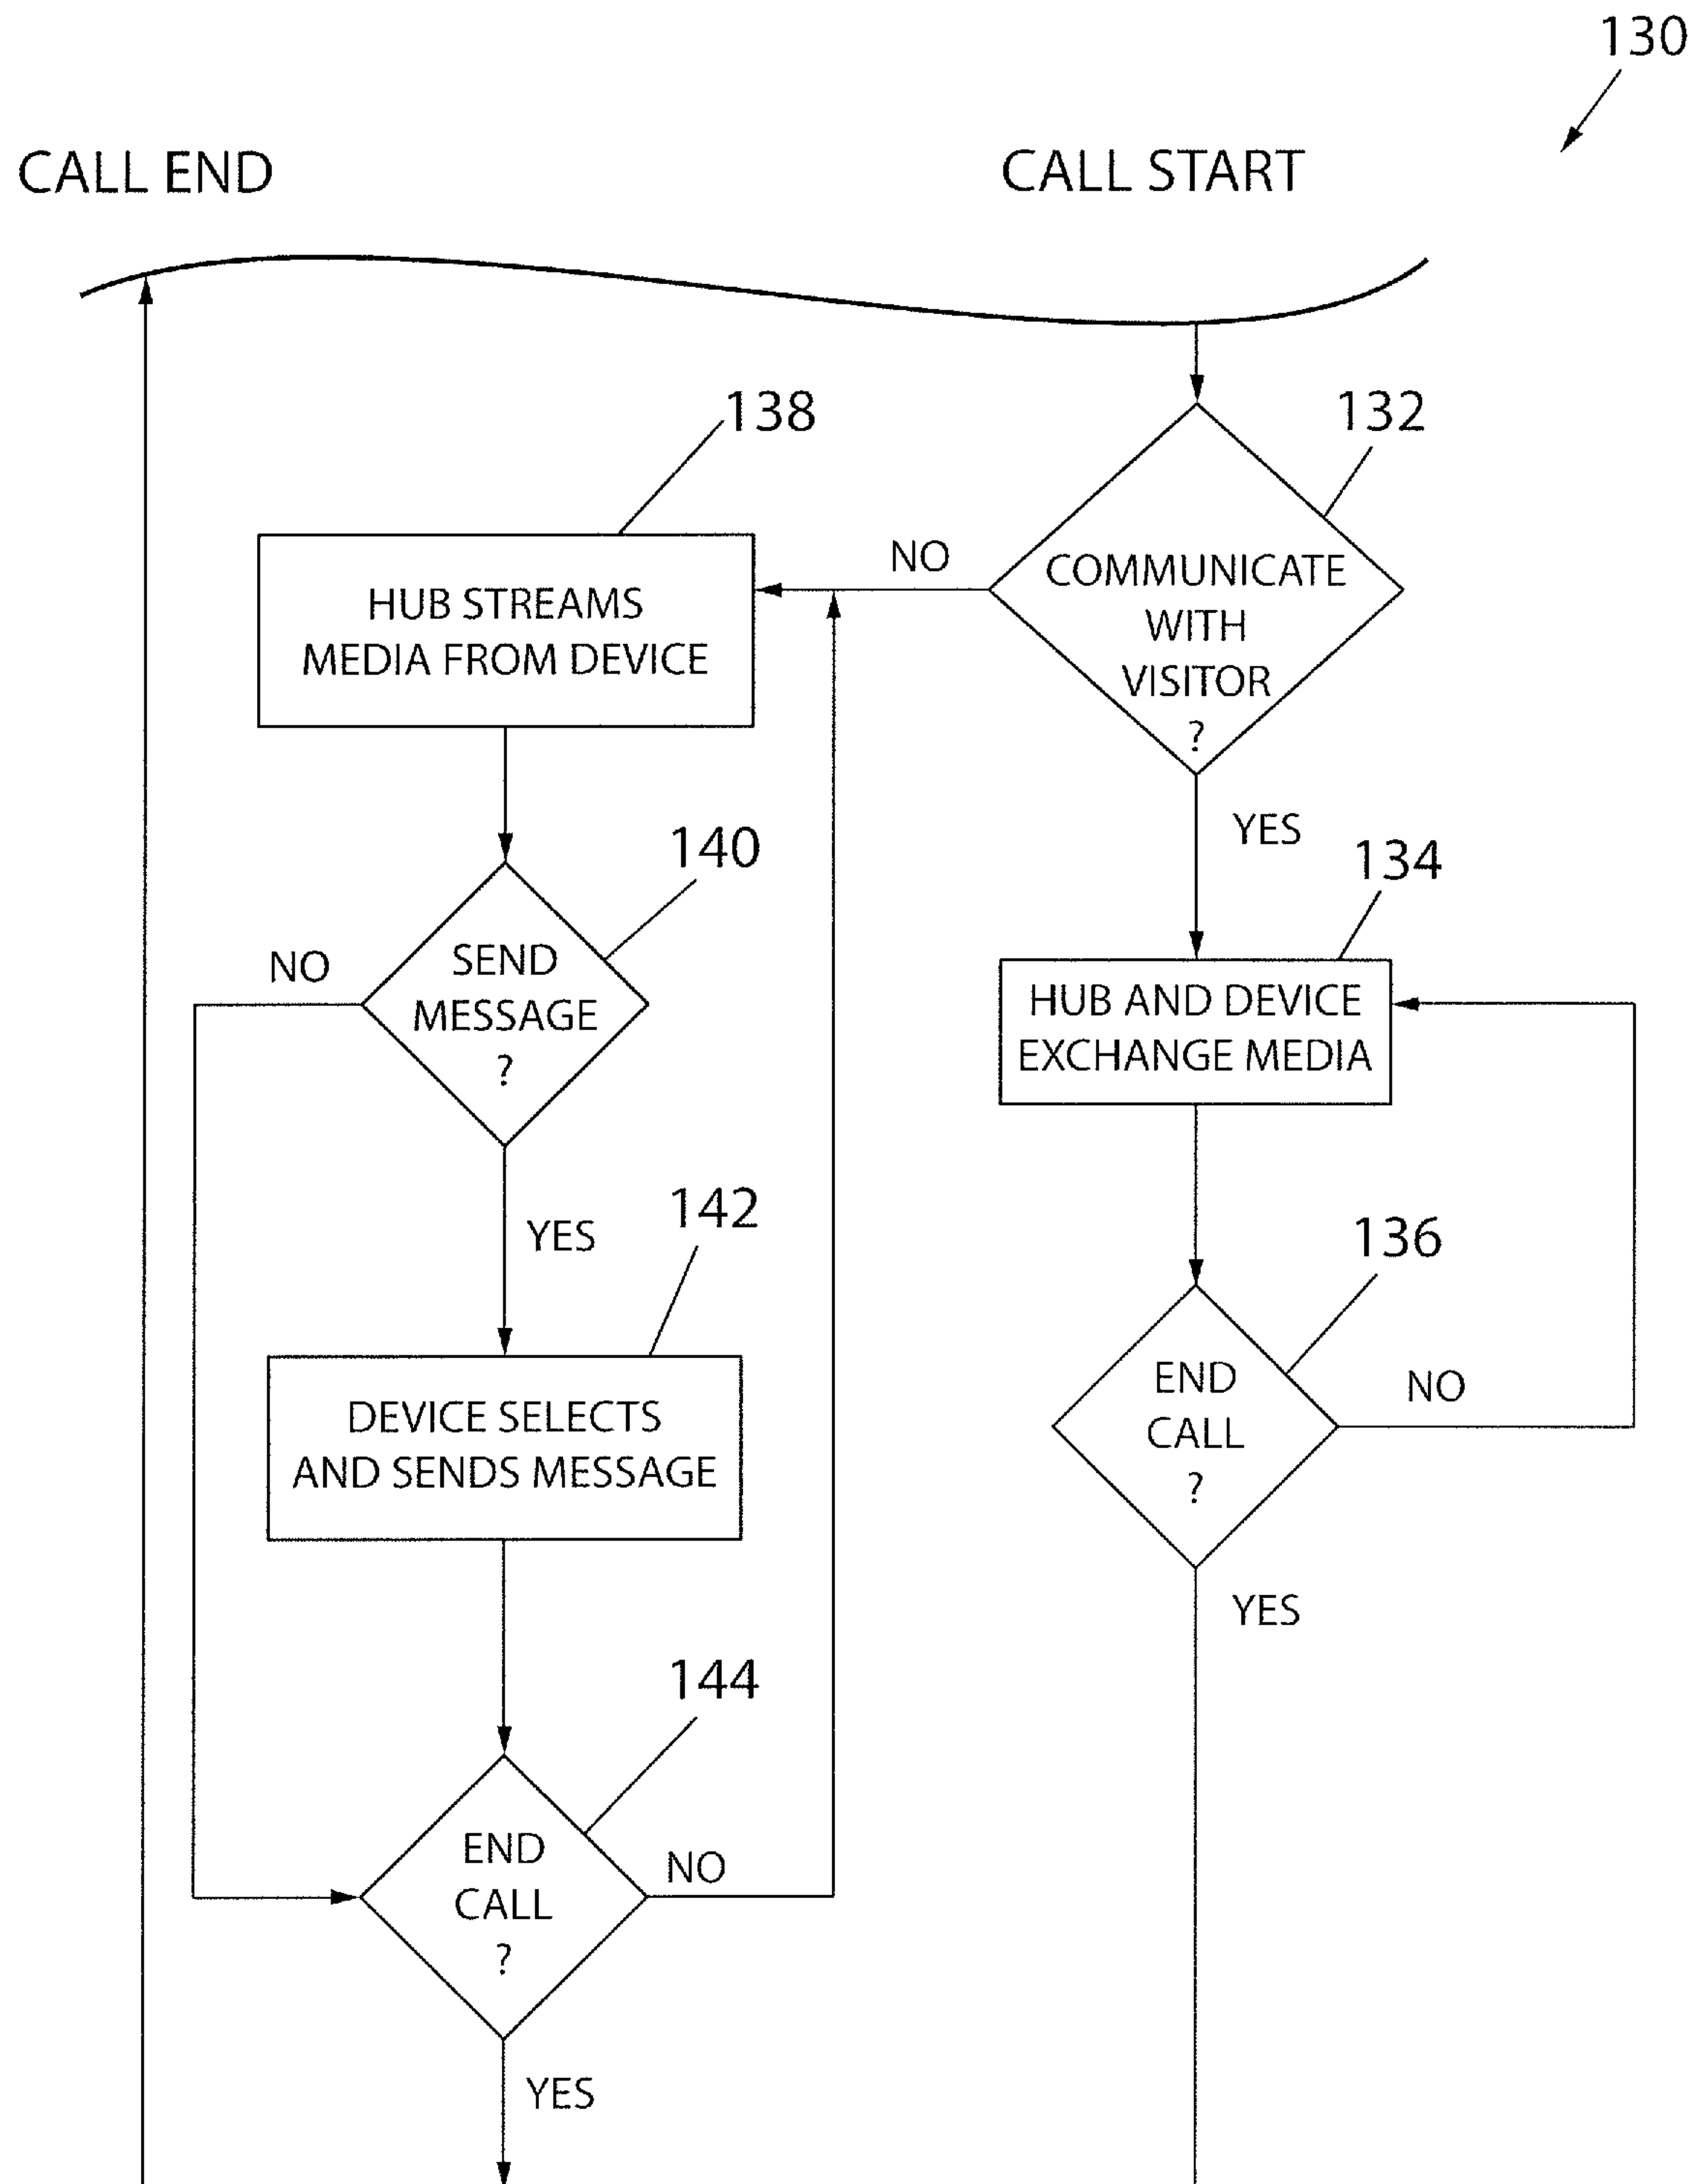 130
CALL END
CALL START
138
132
NO
COMMUNICATE
WITH
VISITOR
?
HUB STREAMS
MEDIA FROM DEVICE
YES
140
134
NO
SEND
MESSAGE
?
HUB AND DEVICE
EXCHANGE MEDIA
YES
142
136
DEVICE SELECTS
AND SENDS MESSAGE
END
CALL
?
NO
YES
144
END
CALL
?
NO
YES